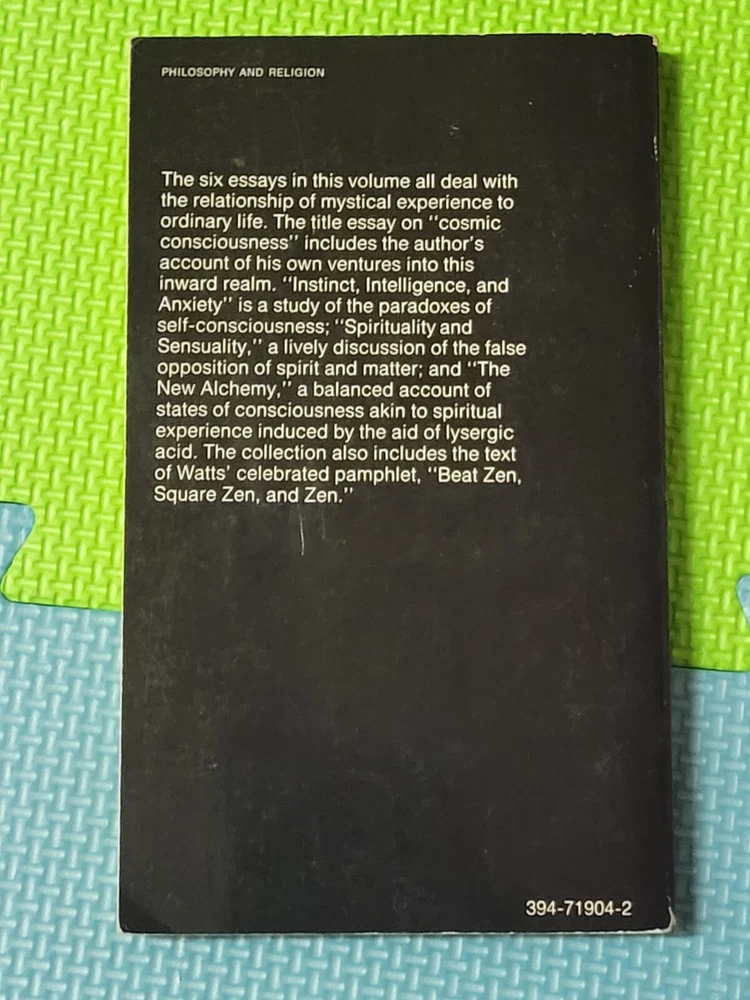 PHILOSOPHY AND RELIGION
The six essays in this volume all deal with
the relationship of mystical experience to
ordinary life. The title essay on "cosmic
consciousness" includes the author's
account of his own ventures into this
inward realm. "Instinct, Intelligence, and
Anxiety" is a study of the paradoxes of
self-consciousness; "Spirituality and
Sensuality," a lively discussion of the false
opposition of spirit and matter; and "The
New Alchemy," a balanced account of
states of consciousness akin to spiritual
experience induced by the aid of lysergic
acid. The collection also includes the text
of Watts' celebrated pamphlet, "Beat Zen,
Square Zen, and Zen."
394-71904-2